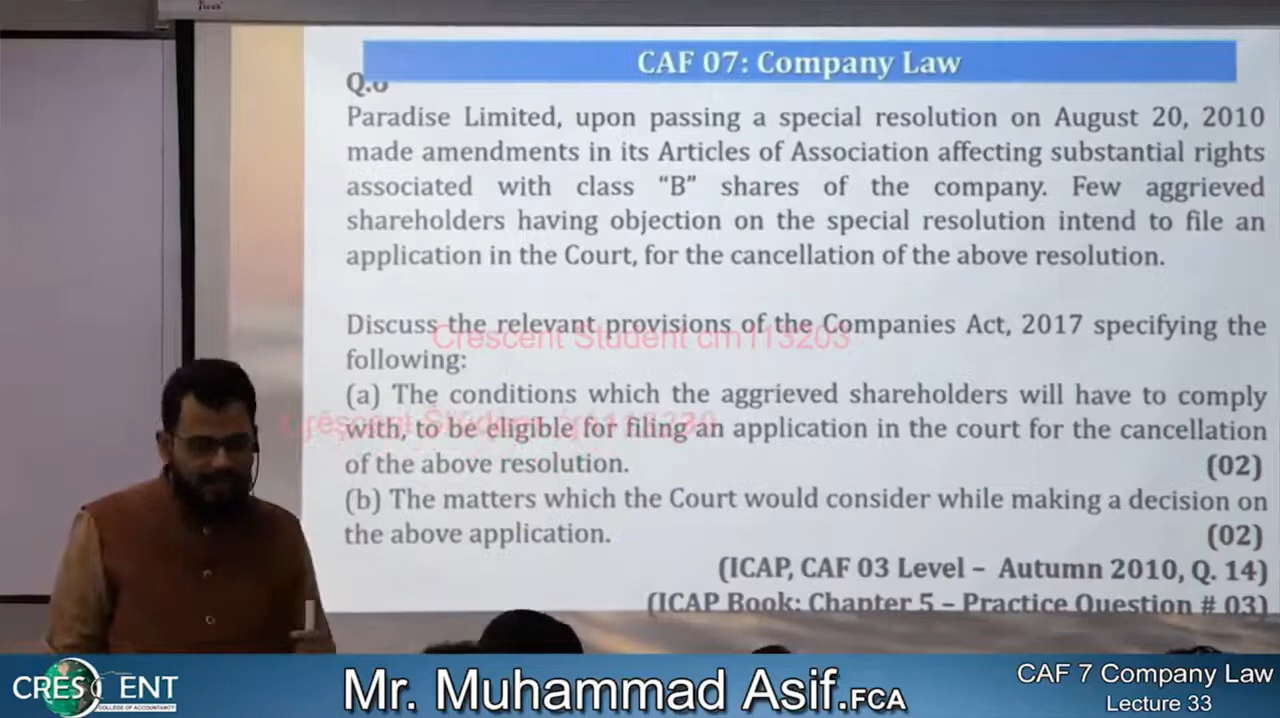 CAF 07: Company Law
Paradise Limited, upon passing a special resolution on August 20, 2010
made amendments in its Articles of Association affecting substantial rights
associated with class “B” shares of the company. Few aggrieved
shareholders having objection on the special resolution intend to file an
application in the Court, for the cancellation of the above resolution.
Discuss the relevant provisions of the Companies Act, 2017 specifying the
Crescent Student cm113203
following:
(a) The conditions which the aggrieved shareholders will have to comply
with, to be eligible for filing an application in the court for the cancellation
of the above resolution. (02)
(b) The matters which the Court would consider while making a decision on
the above application. (02)
(ICAP, CAF 03 Level – Autumn 2010, Q. 14)
(ICAP Book: Chapter 5 – Practice Question # 03)
CRESCENT
COLLEGE OF ACCOUNTANCY
Mr. Muhammad Asif.FCA
CAF 7 Company Law
Lecture 33